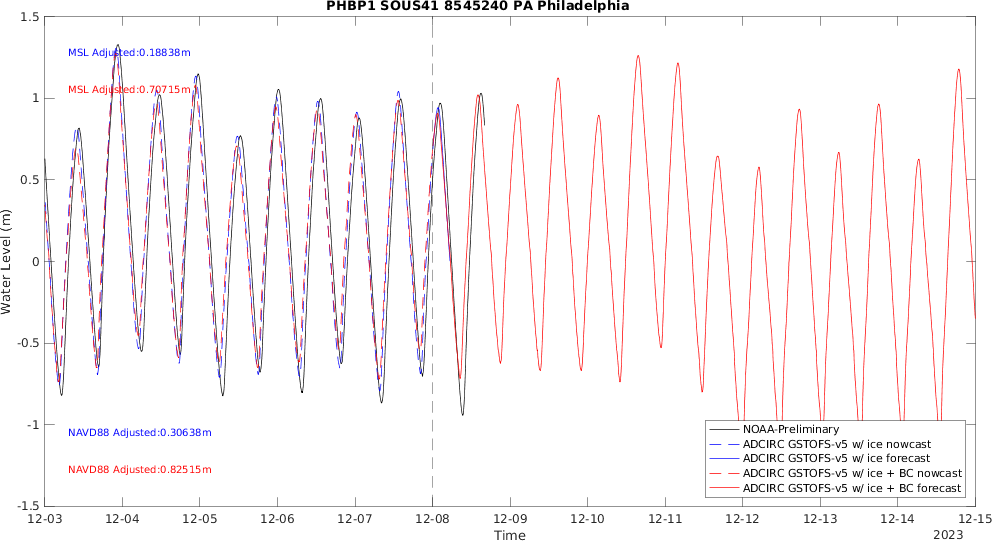 PHBP1 SOUS41 8545240 PA Philadelphia
1.5
1
0.5
0
-0.5
-1
-1.5
Water Level (m)
MSL Adjusted:0.18838m
MSL Adjusted:0.70715m
NAVD88 Adjusted:0.30638m
NAVD88 Adjusted:0.82515m
NOAA-Preliminary
ADCIRC GSTOFS-v5 w/ ice nowcast
ADCIRC GSTOFS-v5 w/ ice forecast
ADCIRC GSTOFS-v5 w/ ice + BC nowcast
ADCIRC GSTOFS-v5 w/ ice + BC forecast
12-03 12-04 12-05 12-06 12-07 12-08 12-09 12-10 12-11 12-12 12-13 12-14 12-15
Time
2023